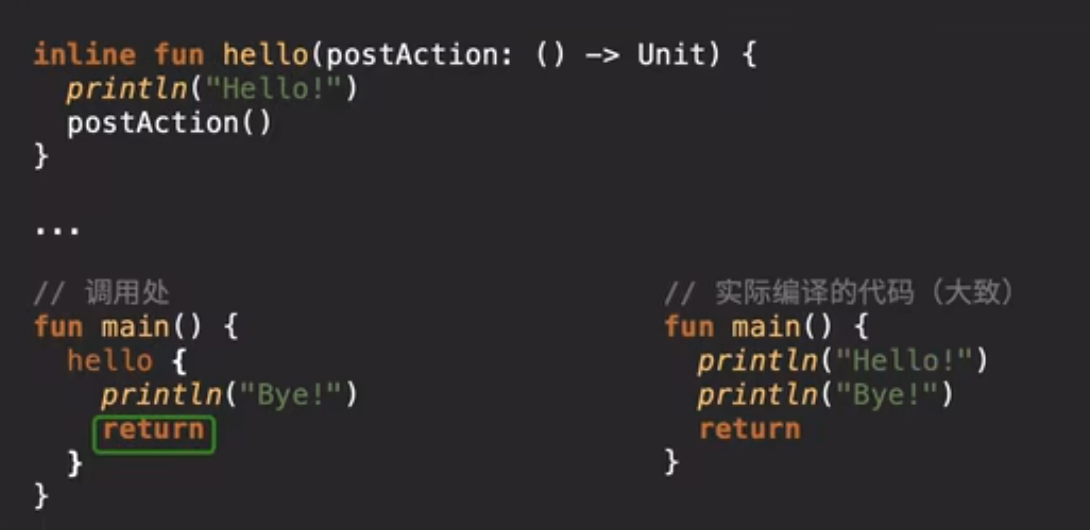 inline fun hello(postAction: () -> Unit) {
println("Hello!")
postAction()
}
...
// 调用处
fun main() {
hello {
println("Bye!")
return
}
}
// 实际编译的代码（大致）
fun main() {
println("Hello!")
println("Bye!")
return
}